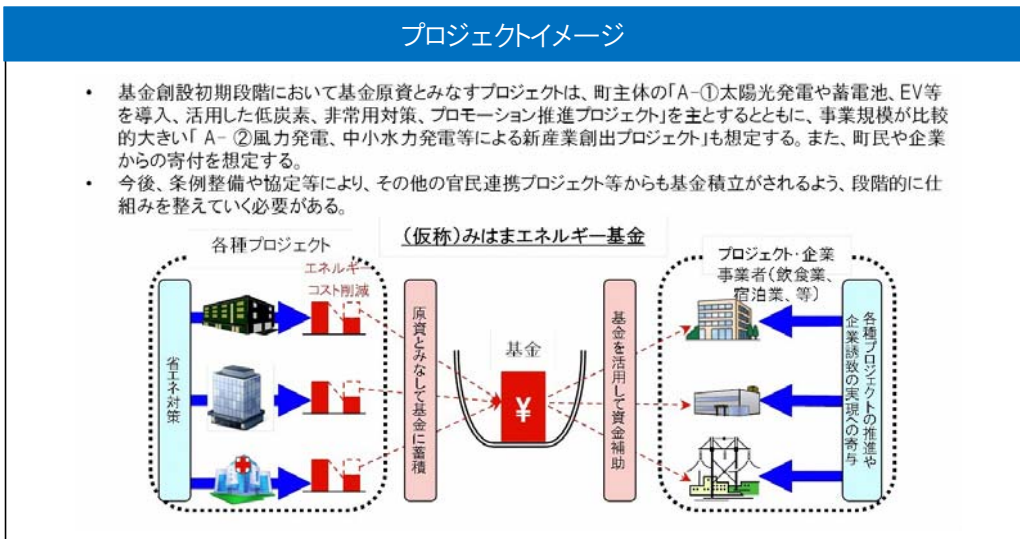 プロジェクトイメージ
• 基金創設初期段階において基金原資とみなすプロジェクトは、町主体の「A-①太陽光発電や蓄電池、EV等
を導入、活用した低炭素、非常用対策、プロモーション推進プロジェクト」を主とするとともに、事業規模が比較
的大きい「 A- ②風力発電、中小水力発電等による新産業創出プロジェクト」も想定する。また、町民や企業
からの寄付を想定する。
• 今後、条例整備や協定等により、その他の官民連携プロジェクト等からも基金積立がされるよう、段階的に仕
組みを整えていく必要がある。
(仮称)みはまエネルギー基金
各種プロジェクト
エネルギー
コスト削減
省エネ対策
原資とみなして基金に蓄積
基金
¥
基金を活用して資金補助
プロジェクト・企業
事業者(飲食業、
宿泊業、等)
各種プロジェクトの推進や
企業誘致の実現への寄与